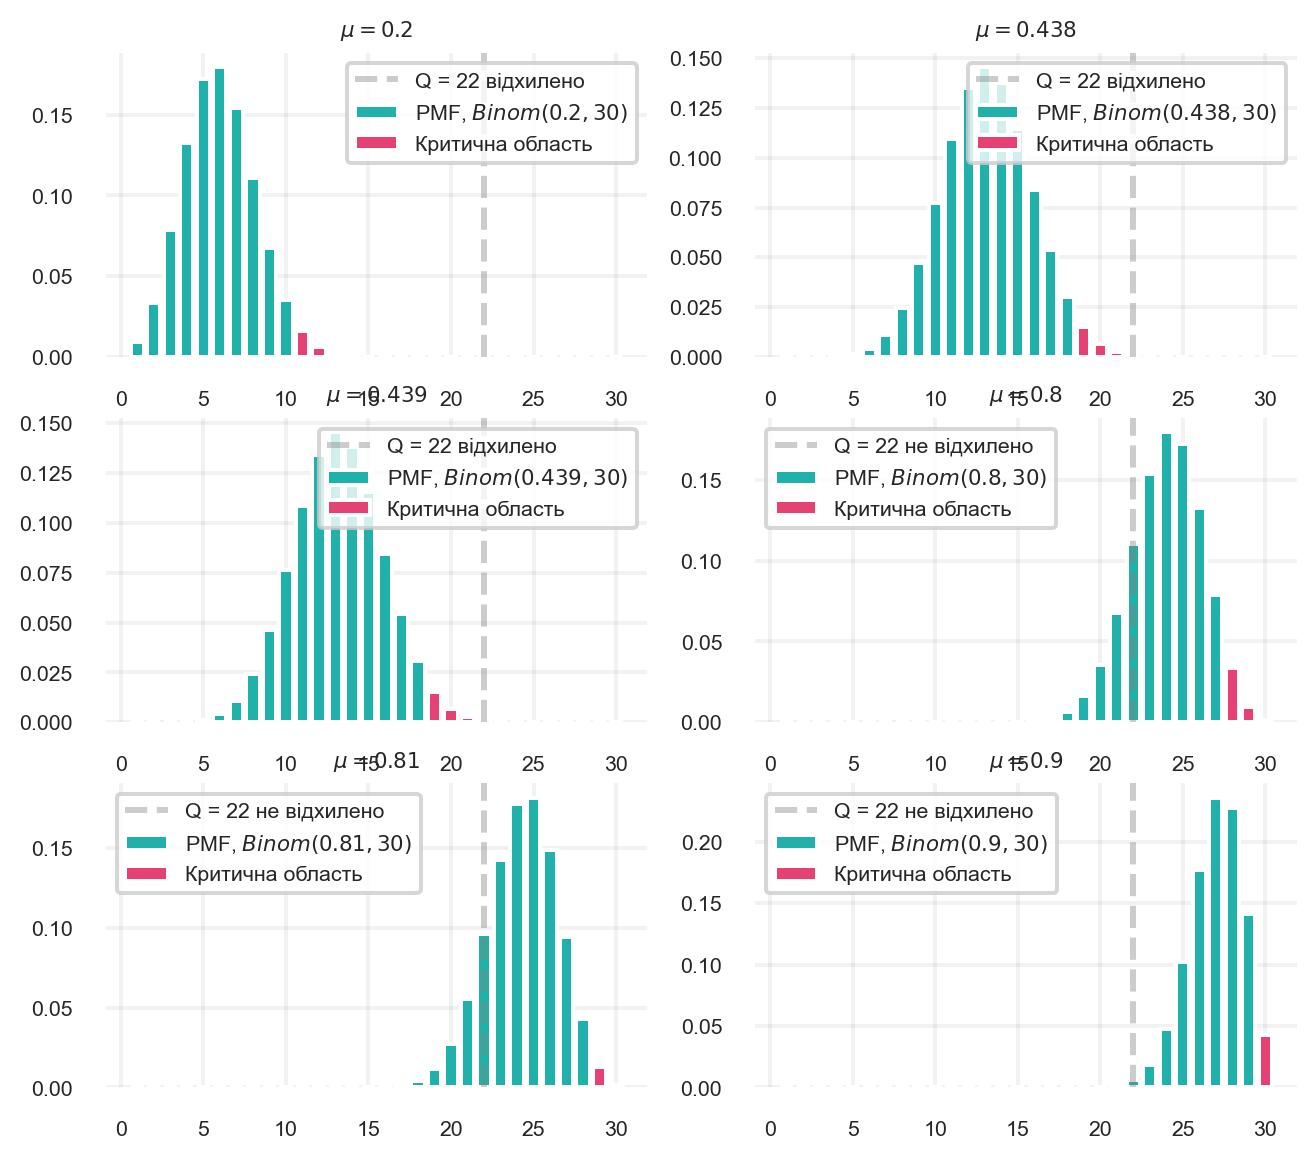 μ = 0.2
Q = 22 відхилено
PMF, Binom(0.2, 30)
Критична область
0.15
0.10
0.05
0.00
0 5 10 15 20 25 30
μ = 0.438
Q = 22 відхилено
PMF, Binom(0.438, 30)
Критична область
0.150
0.125
0.100
0.075
0.050
0.025
0.000
0 5 10 15 20 25 30
μ = 0.439
Q = 22 відхилено
PMF, Binom(0.439, 30)
Критична область
0.150
0.125
0.100
0.075
0.050
0.025
0.000
0 5 10 15 20 25 30
μ = 0.8
Q = 22 не відхилено
PMF, Binom(0.8, 30)
Критична область
0.15
0.10
0.05
0.00
0 5 10 15 20 25 30
μ = 0.81
Q = 22 не відхилено
PMF, Binom(0.81, 30)
Критична область
0.15
0.10
0.05
0.00
0 5 10 15 20 25 30
μ = 0.9
Q = 22 не відхилено
PMF, Binom(0.9, 30)
Критична область
0.20
0.15
0.10
0.05
0.00
0 5 10 15 20 25 30